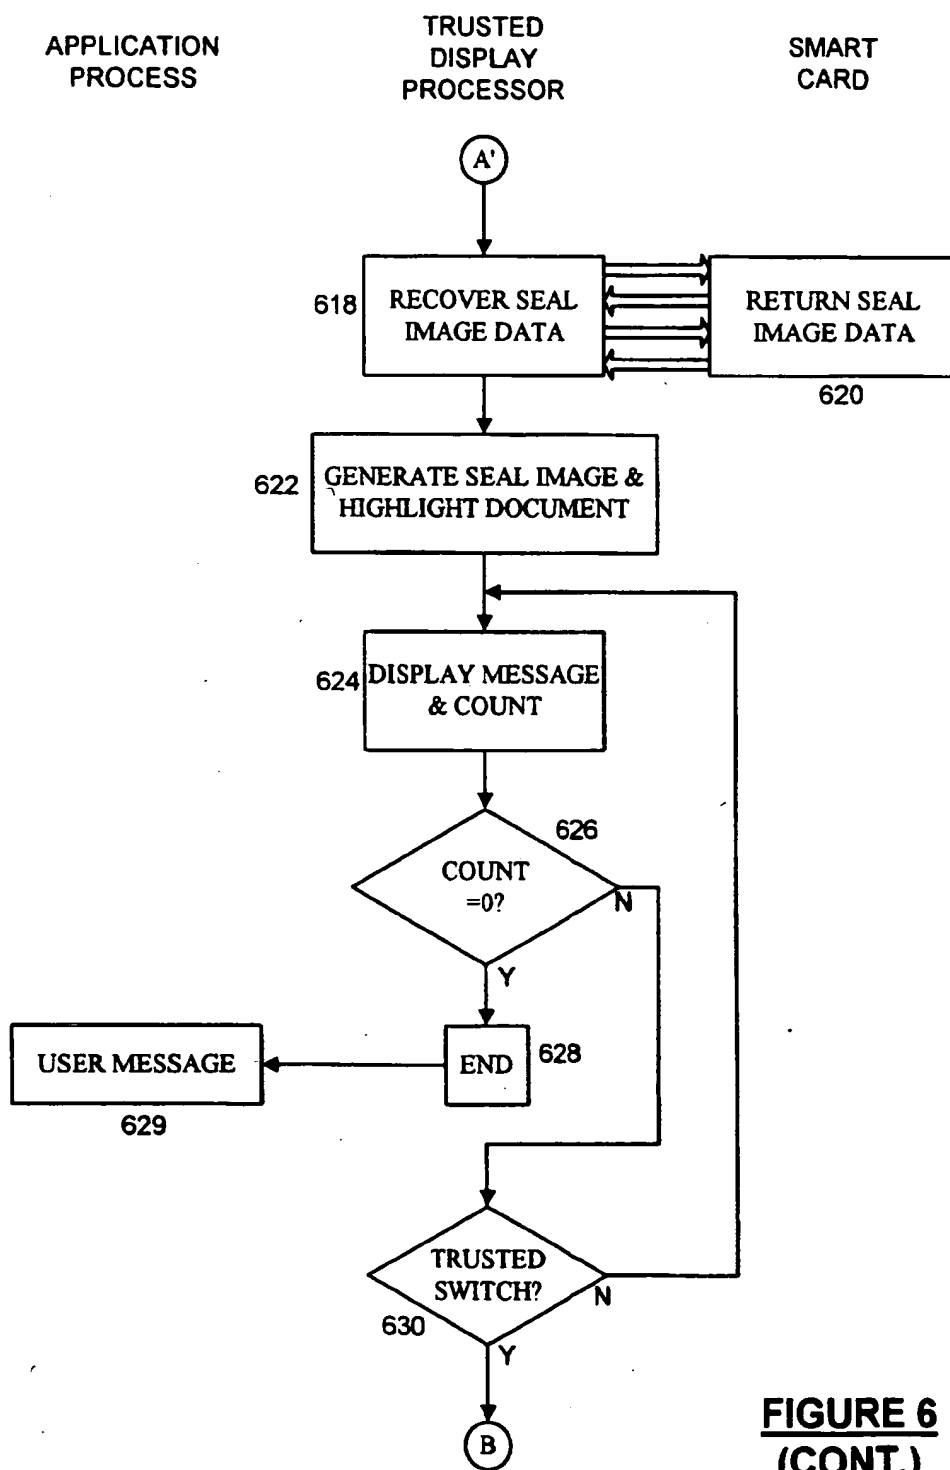 APPLICATION
PROCESS
TRUSTED
DISPLAY
PROCESSOR
SMART
CARD
A'
618
RECOVER SEAL
IMAGE DATA
RETURN SEAL
IMAGE DATA
620
622
GENERATE SEAL IMAGE &
HIGHLIGHT DOCUMENT
624
DISPLAY MESSAGE
& COUNT
626
COUNT
=0?
N
Y
USER MESSAGE
629
END
628
TRUSTED
SWITCH?
630
N
Y
B
FIGURE 6
(CONT.)